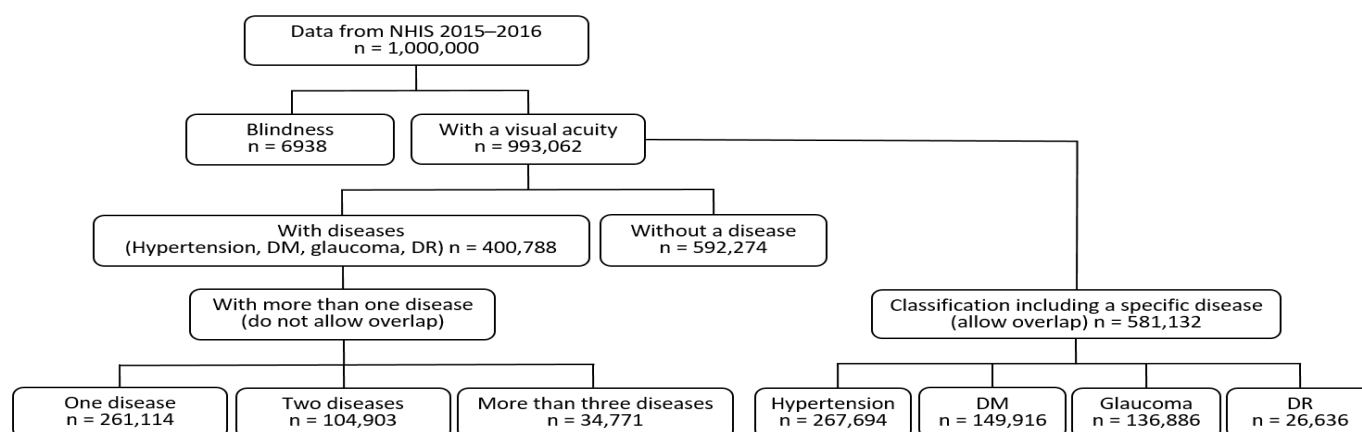 Data from NHIS 2015–2016
n = 1,000,000
Blindness
n = 6938
With a visual acuity
n = 993,062
With diseases
(Hypertension, DM, glaucoma, DR) n = 400,788
Without a disease
n = 592,274
With more than one disease
(do not allow overlap)
Classification including a specific disease
(allow overlap) n = 581,132
One disease
n = 261,114
Two diseases
n = 104,903
More than three diseases
n = 34,771
Hypertension
n = 267,694
DM
n = 149,916
Glaucoma
n = 136,886
DR
n = 26,636